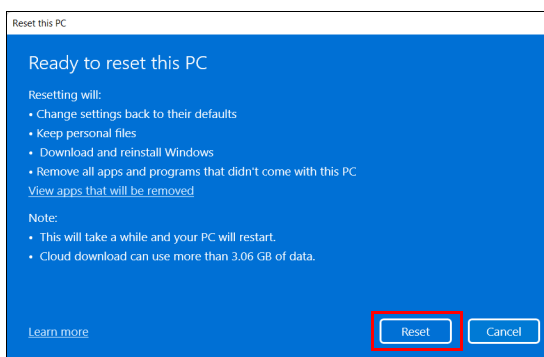 Reset this PC
Ready to reset this PC
Resetting will:
• Change settings back to their defaults
• Keep personal files
• Download and reinstall Windows
• Remove all apps and programs that didn't come with this PC
View apps that will be removed
Note:
• This will take a while and your PC will restart.
• Cloud download can use more than 3.06 GB of data.
Learn more
Reset
Cancel